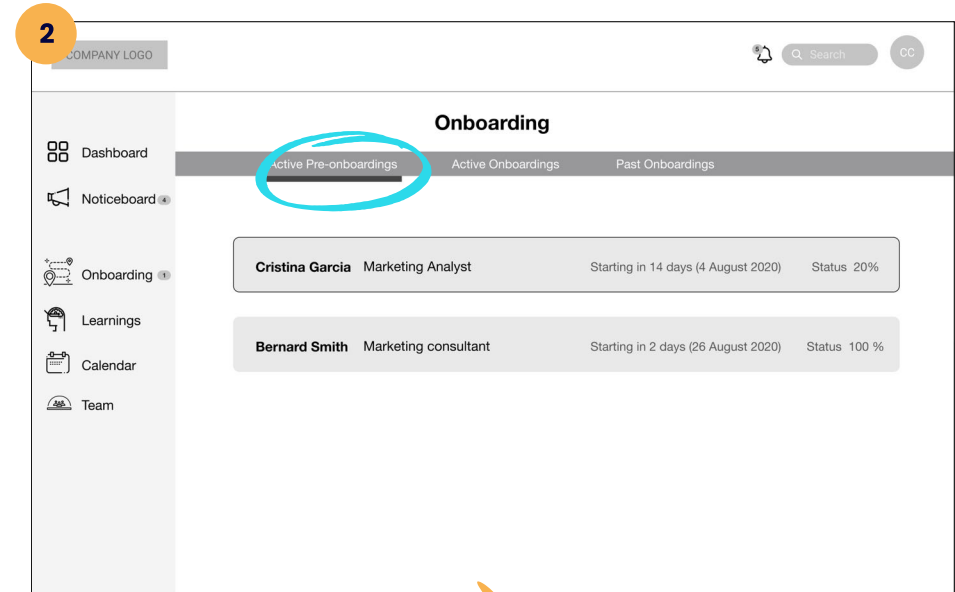 2
COMPANY LOGO
5
Search
CC
Onboarding
Active Pre-onboardings Active Onboardings Past Onboardings
Dashboard
Noticeboard 4
Onboarding 1
Learnings
Calendar
Team
Cristina Garcia Marketing Analyst Starting in 14 days (4 August 2020) Status 20%
Bernard Smith Marketing consultant Starting in 2 days (26 August 2020) Status 100 %